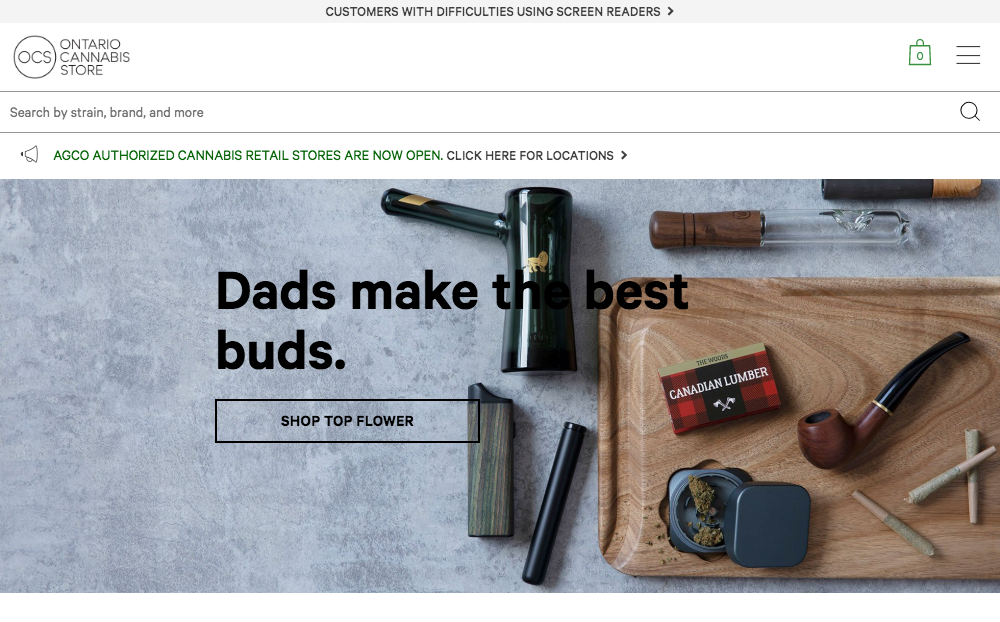 CUSTOMERS WITH DIFFICULTIES USING SCREEN READERS
OCS
ONTARIO
CANNABIS
STORE
0
Search by strain, brand, and more
AGCO AUTHORIZED CANNABIS RETAIL STORES ARE NOW OPEN. CLICK HERE FOR LOCATIONS
Dads make the best
buds.
SHOP TOP FLOWER
THE WOODS
CANADIAN LUMBER